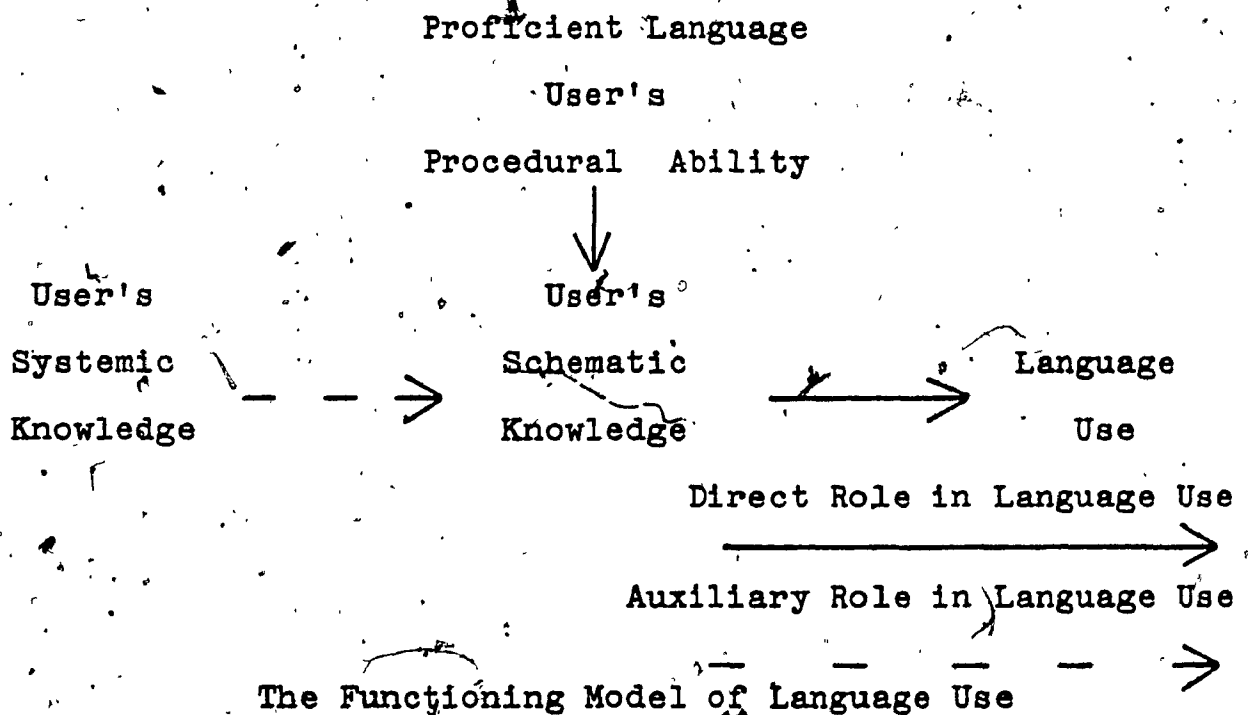 Proficient Language
User's
Procedural Ability
User's
Systemic
Knowledge
User's
Schematic
Knowledge
Language
Use
Direct Role in Language Use
Auxiliary Role in Language Use
The Functioning Model of Language Use